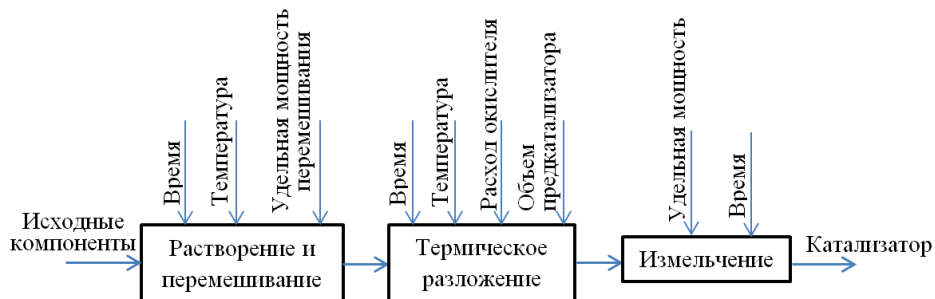 Исходные
компоненты
Время
Температура
Удельная мощность
перемешивания
Растворение и
перемешивание
Время
Температура
Расход окислителя
Объем
предкатализатора
Термическое
разложение
Удельная мощность
Время
Измельчение
Катализатор